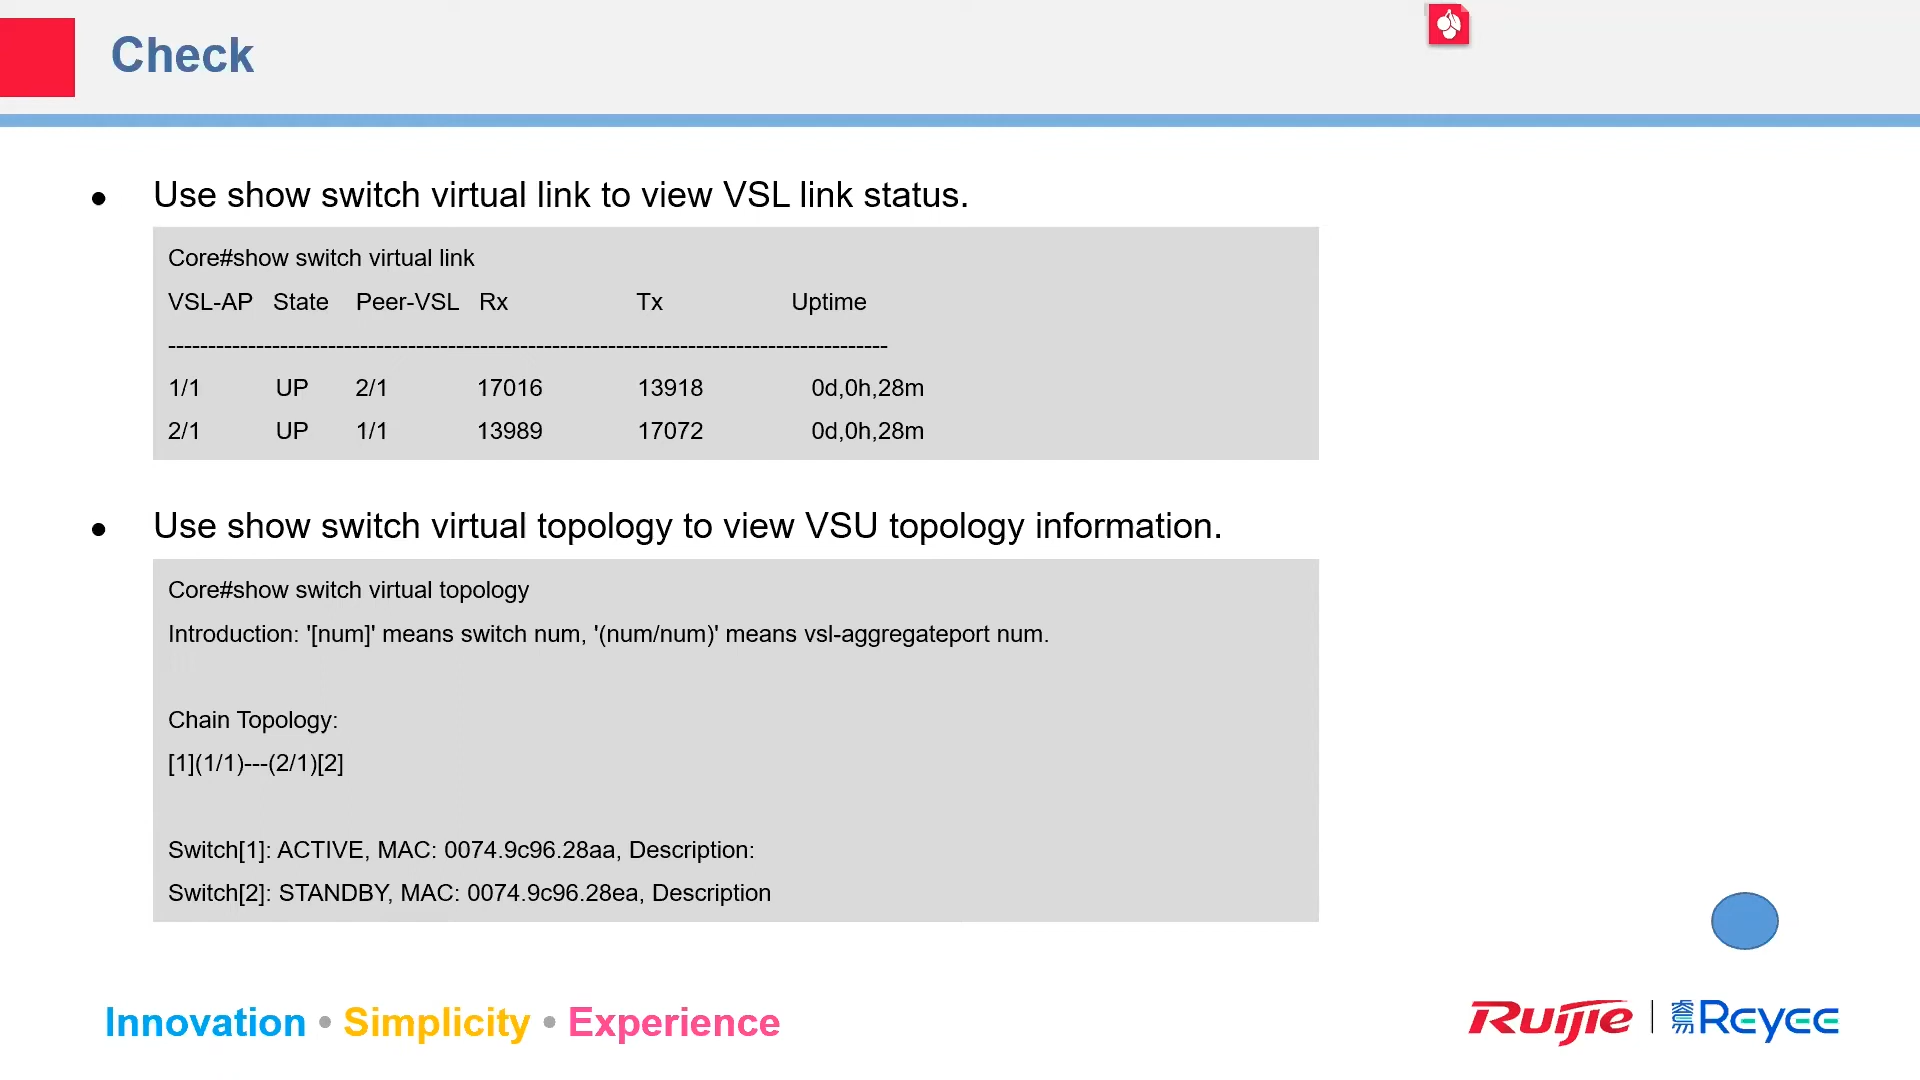 Check
● Use show switch virtual link to view VSL link status.
Core#show switch virtual link
VSL-AP State Peer-VSL Rx Tx Uptime
------------------------------------------------------------------------------------------
1/1 UP 2/1 17016 13918 0d,0h,28m
2/1 UP 1/1 13989 17072 0d,0h,28m
● Use show switch virtual topology to view VSU topology information.
Core#show switch virtual topology
Introduction: '[num]' means switch num, '(num/num)' means vsl-aggregateport num.
Chain Topology:
[1](1/1)---(2/1)[2]
Switch[1]: ACTIVE, MAC: 0074.9c96.28aa, Description:
Switch[2]: STANDBY, MAC: 0074.9c96.28ea, Description
Innovation • Simplicity • Experience
Ruijie | Reyee